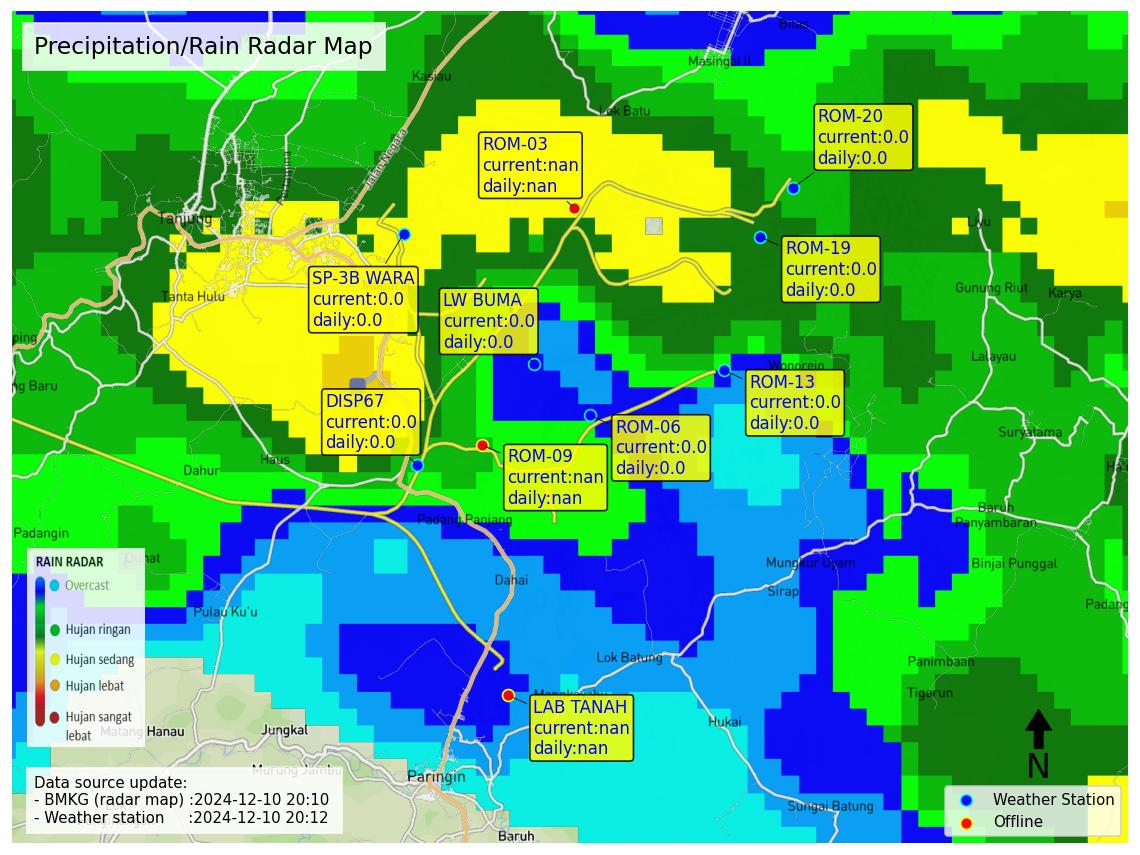 Precipitation/Rain Radar Map
Bilas
Masingai II
Kasiau
Lok Batu
Jalan Negara
ROM-20
current:0.0
daily:0.0
ROM-03
current:nan
daily:nan
Tanjung
Liyu
ROM-19
current:0.0
daily:0.0
SP-3B WARA
current:0.0
daily:0.0
LW BUMA
current:0.0
daily:0.0
Tanta Hulu
Gunung Riut
Karya
ping
Lalayau
Wonorejo
ng Baru
ROM-13
current:0.0
daily:0.0
DISP67
current:0.0
daily:0.0
ROM-06
current:0.0
daily:0.0
Suryatama
ROM-09
current:nan
daily:nan
Haus
Dahur
Baruh
Panyambaran
Padang Panjang
Padangin
Mungkur Uyam
Binjai Punggal
Dahai
Sirap
Padang
Pulau Ku'u
RAIN RADAR
Overcast
Hujan ringan
Hujan sedang
Hujan lebat
Hujan sangat
lebat
Lok Batung
Panimbaan
Tigarun
LAB TANAH
current:nan
daily:nan
Hukai
Matang Hanau
Jungkal
Murung Jambu
Paringin
N
Sungai Batung
Baruh
Data source update:
- BMKG (radar map) :2024-12-10 20:10
- Weather station :2024-12-10 20:12
Weather Station
Offline